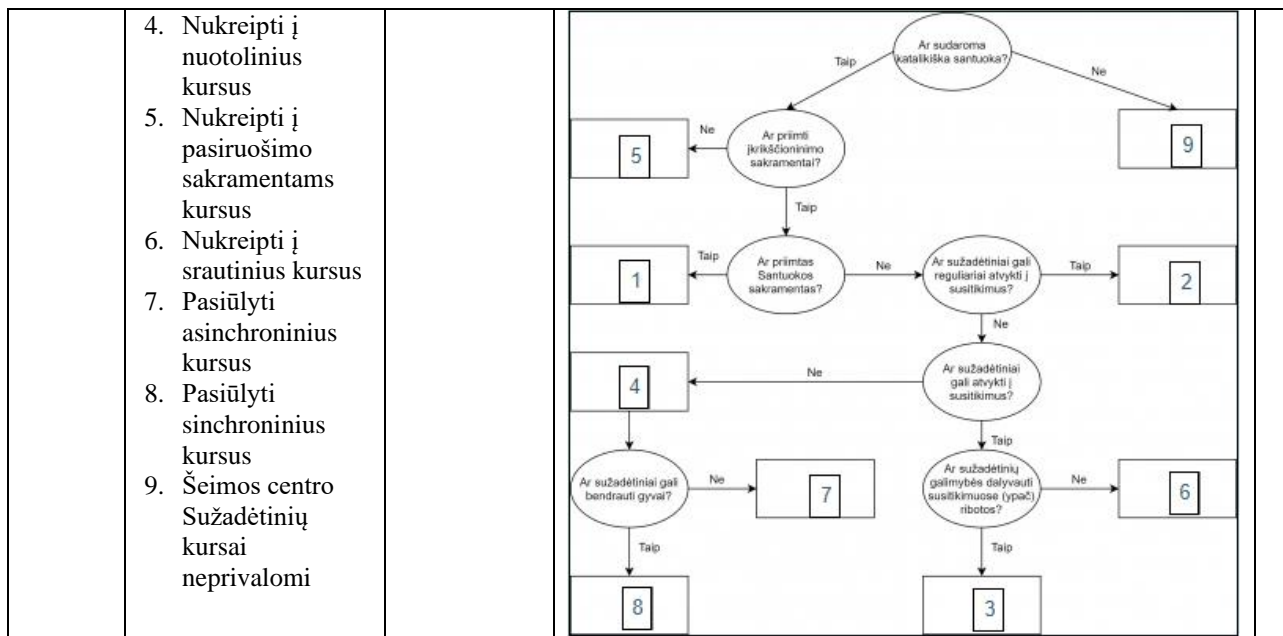 4. Nukreipti į
nuotolinius
kursus
5. Nukreipti į
pasiruošimo
sakramentams
kursus
6. Nukreipti į
srautinius kursus
7. Pasiūlyti
asinchroninius
kursus
8. Pasiūlyti
sinchroninius
kursus
9. Šeimos centro
Sužadėtinių
kursai
neprivalomi
Ar sudaroma
katalikiška santuoka?
Taip
Ne
5
Ne
Ar priimti
įkrikščioninimo
sakramentai?
9
Taip
1
Taip
Ar priimtas
Santuokos
sakramentas?
Ne
Ar sužadėtiniai gali
reguliariai atvykti į
susitikimus?
Taip
2
Ne
4
Ne
Ar sužadėtiniai
gali atvykti į
susitikimus?
Taip
Ar sužadėtiniai gali
bendrauti gyvai?
Ne
7
Ar sužadėtinių
galimybės dalyvauti
susitikimuose (ypač)
ribotos?
Ne
6
Taip
Taip
8
3